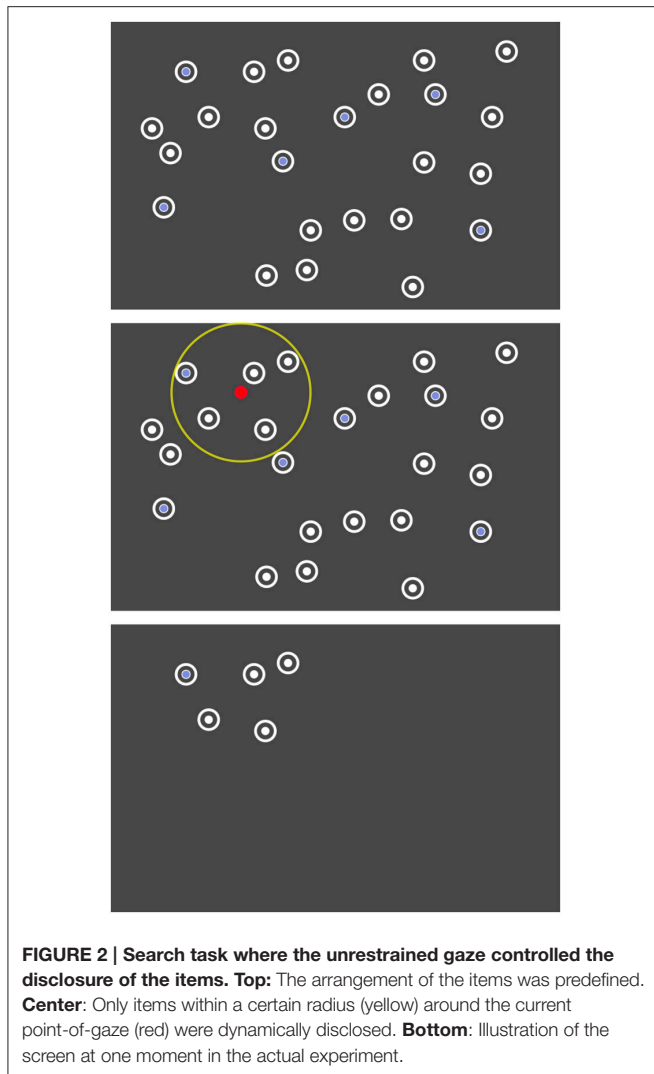 FIGURE 2 | Search task where the unrestrained gaze controlled the
disclosure of the items. Top: The arrangement of the items was predefined.
Center: Only items within a certain radius (yellow) around the current
point-of-gaze (red) were dynamically disclosed. Bottom: Illustration of the
screen at one moment in the actual experiment.